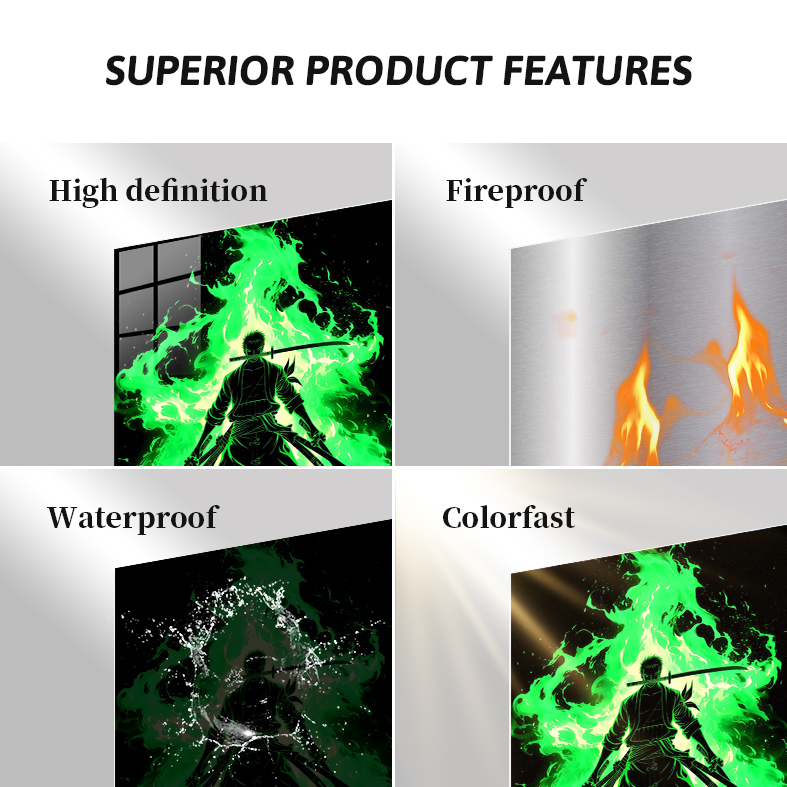 SUPERIOR PRODUCT FEATURES
High definition
Fireproof
Waterproof
Colorfast